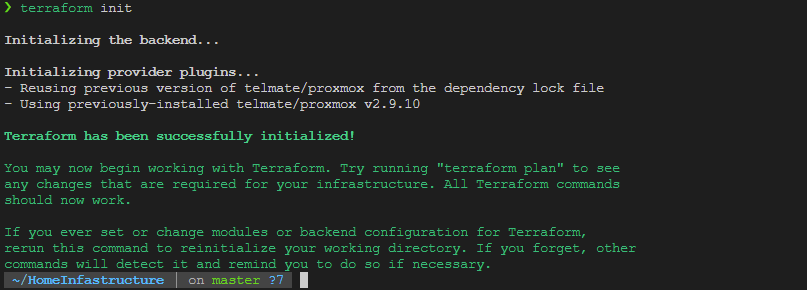 ❯ terraform init
Initializing the backend...
Initializing provider plugins...
- Reusing previous version of telmate/proxmox from the dependency lock file
- Using previously-installed telmate/proxmox v2.9.10
Terraform has been successfully initialized!
You may now begin working with Terraform. Try running "terraform plan" to see
any changes that are required for your infrastructure. All Terraform commands
should now work.
If you ever set or change modules or backend configuration for Terraform,
rerun this command to reinitialize your working directory. If you forget, other
commands will detect it and remind you to do so if necessary.
~/HomeInfastructure on master ?7